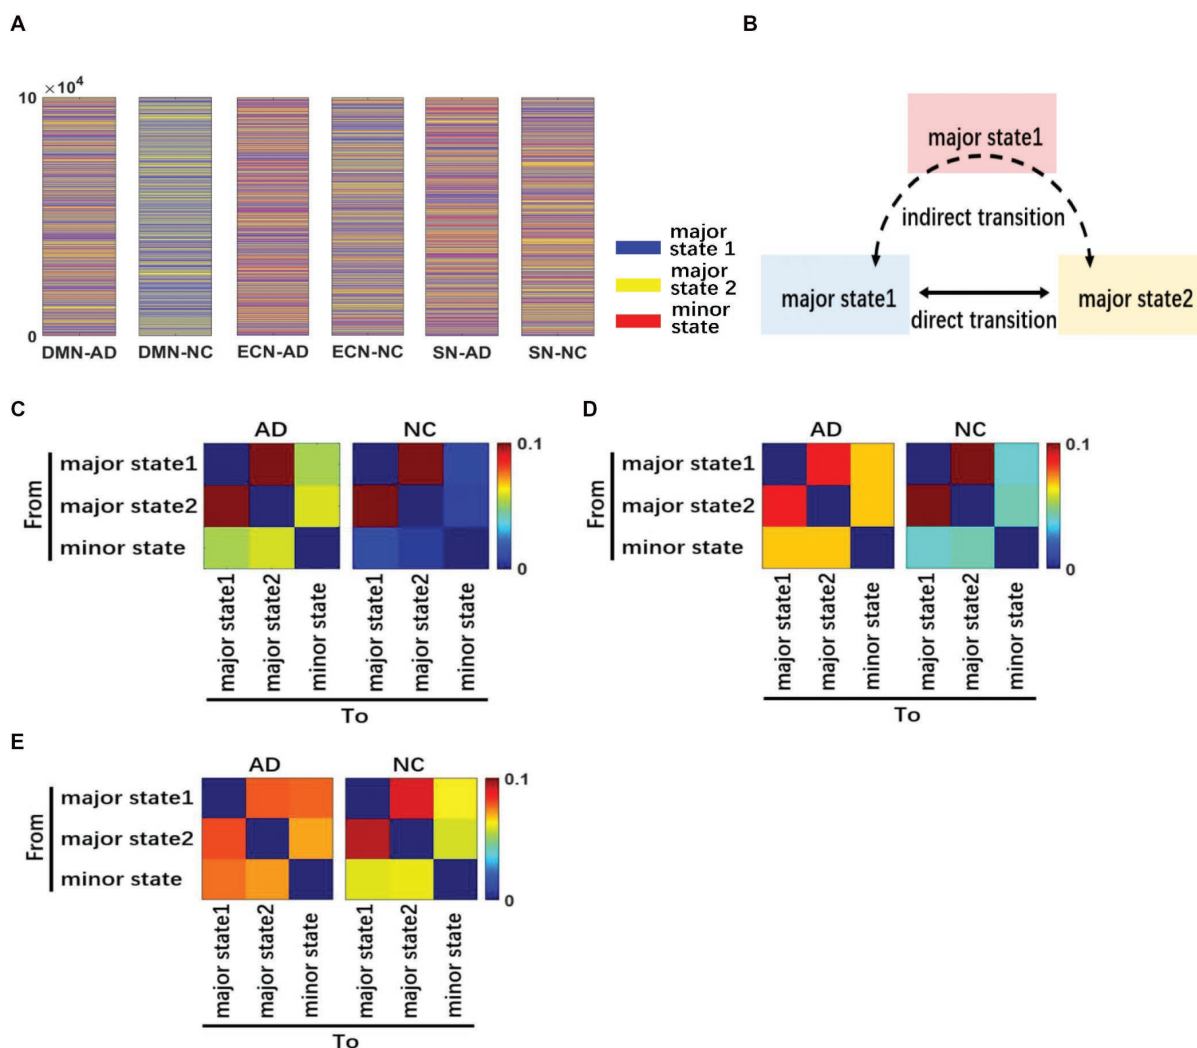 A
B
×10⁴
10
0
DMN-AD
DMN-NC
ECN-AD
ECN-NC
SN-AD
SN-NC
major
state 1
major
state 2
minor
state
major state1
indirect transition
major state1
major state2
direct transition
C
AD
NC
From
major state1
major state2
minor state
0.1
0
major state1
major state2
minor state
major state1
major state2
minor state
To
D
AD
NC
From
major state1
major state2
minor state
0.1
0
major state1
major state2
minor state
major state1
major state2
minor state
To
E
AD
NC
From
major state1
major state2
minor state
0.1
0
major state1
major state2
minor state
major state1
major state2
minor state
To